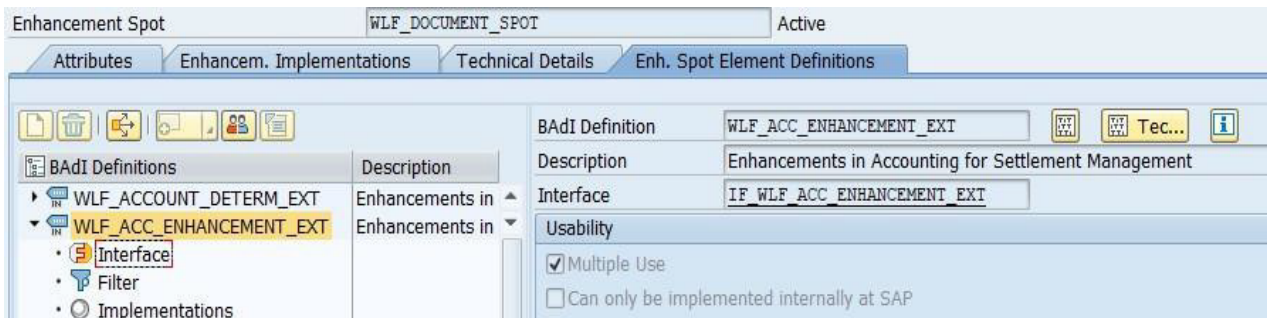 Enhancement Spot WLF_DOCUMENT_SPOT Active
Attributes Enhancem. Implementations Technical Details Enh. Spot Element Definitions
BAdI Definitions Description
WLF_ACCOUNT_DETERM_EXT Enhancements in
WLF_ACC_ENHANCEMENT_EXT Enhancements in
Interface
Filter
Implementations
BAdI Definition WLF_ACC_ENHANCEMENT_EXT Tec...
Description Enhancements in Accounting for Settlement Management
Interface IF_WLF_ACC_ENHANCEMENT_EXT
Usability
Multiple Use
Can only be implemented internally at SAP